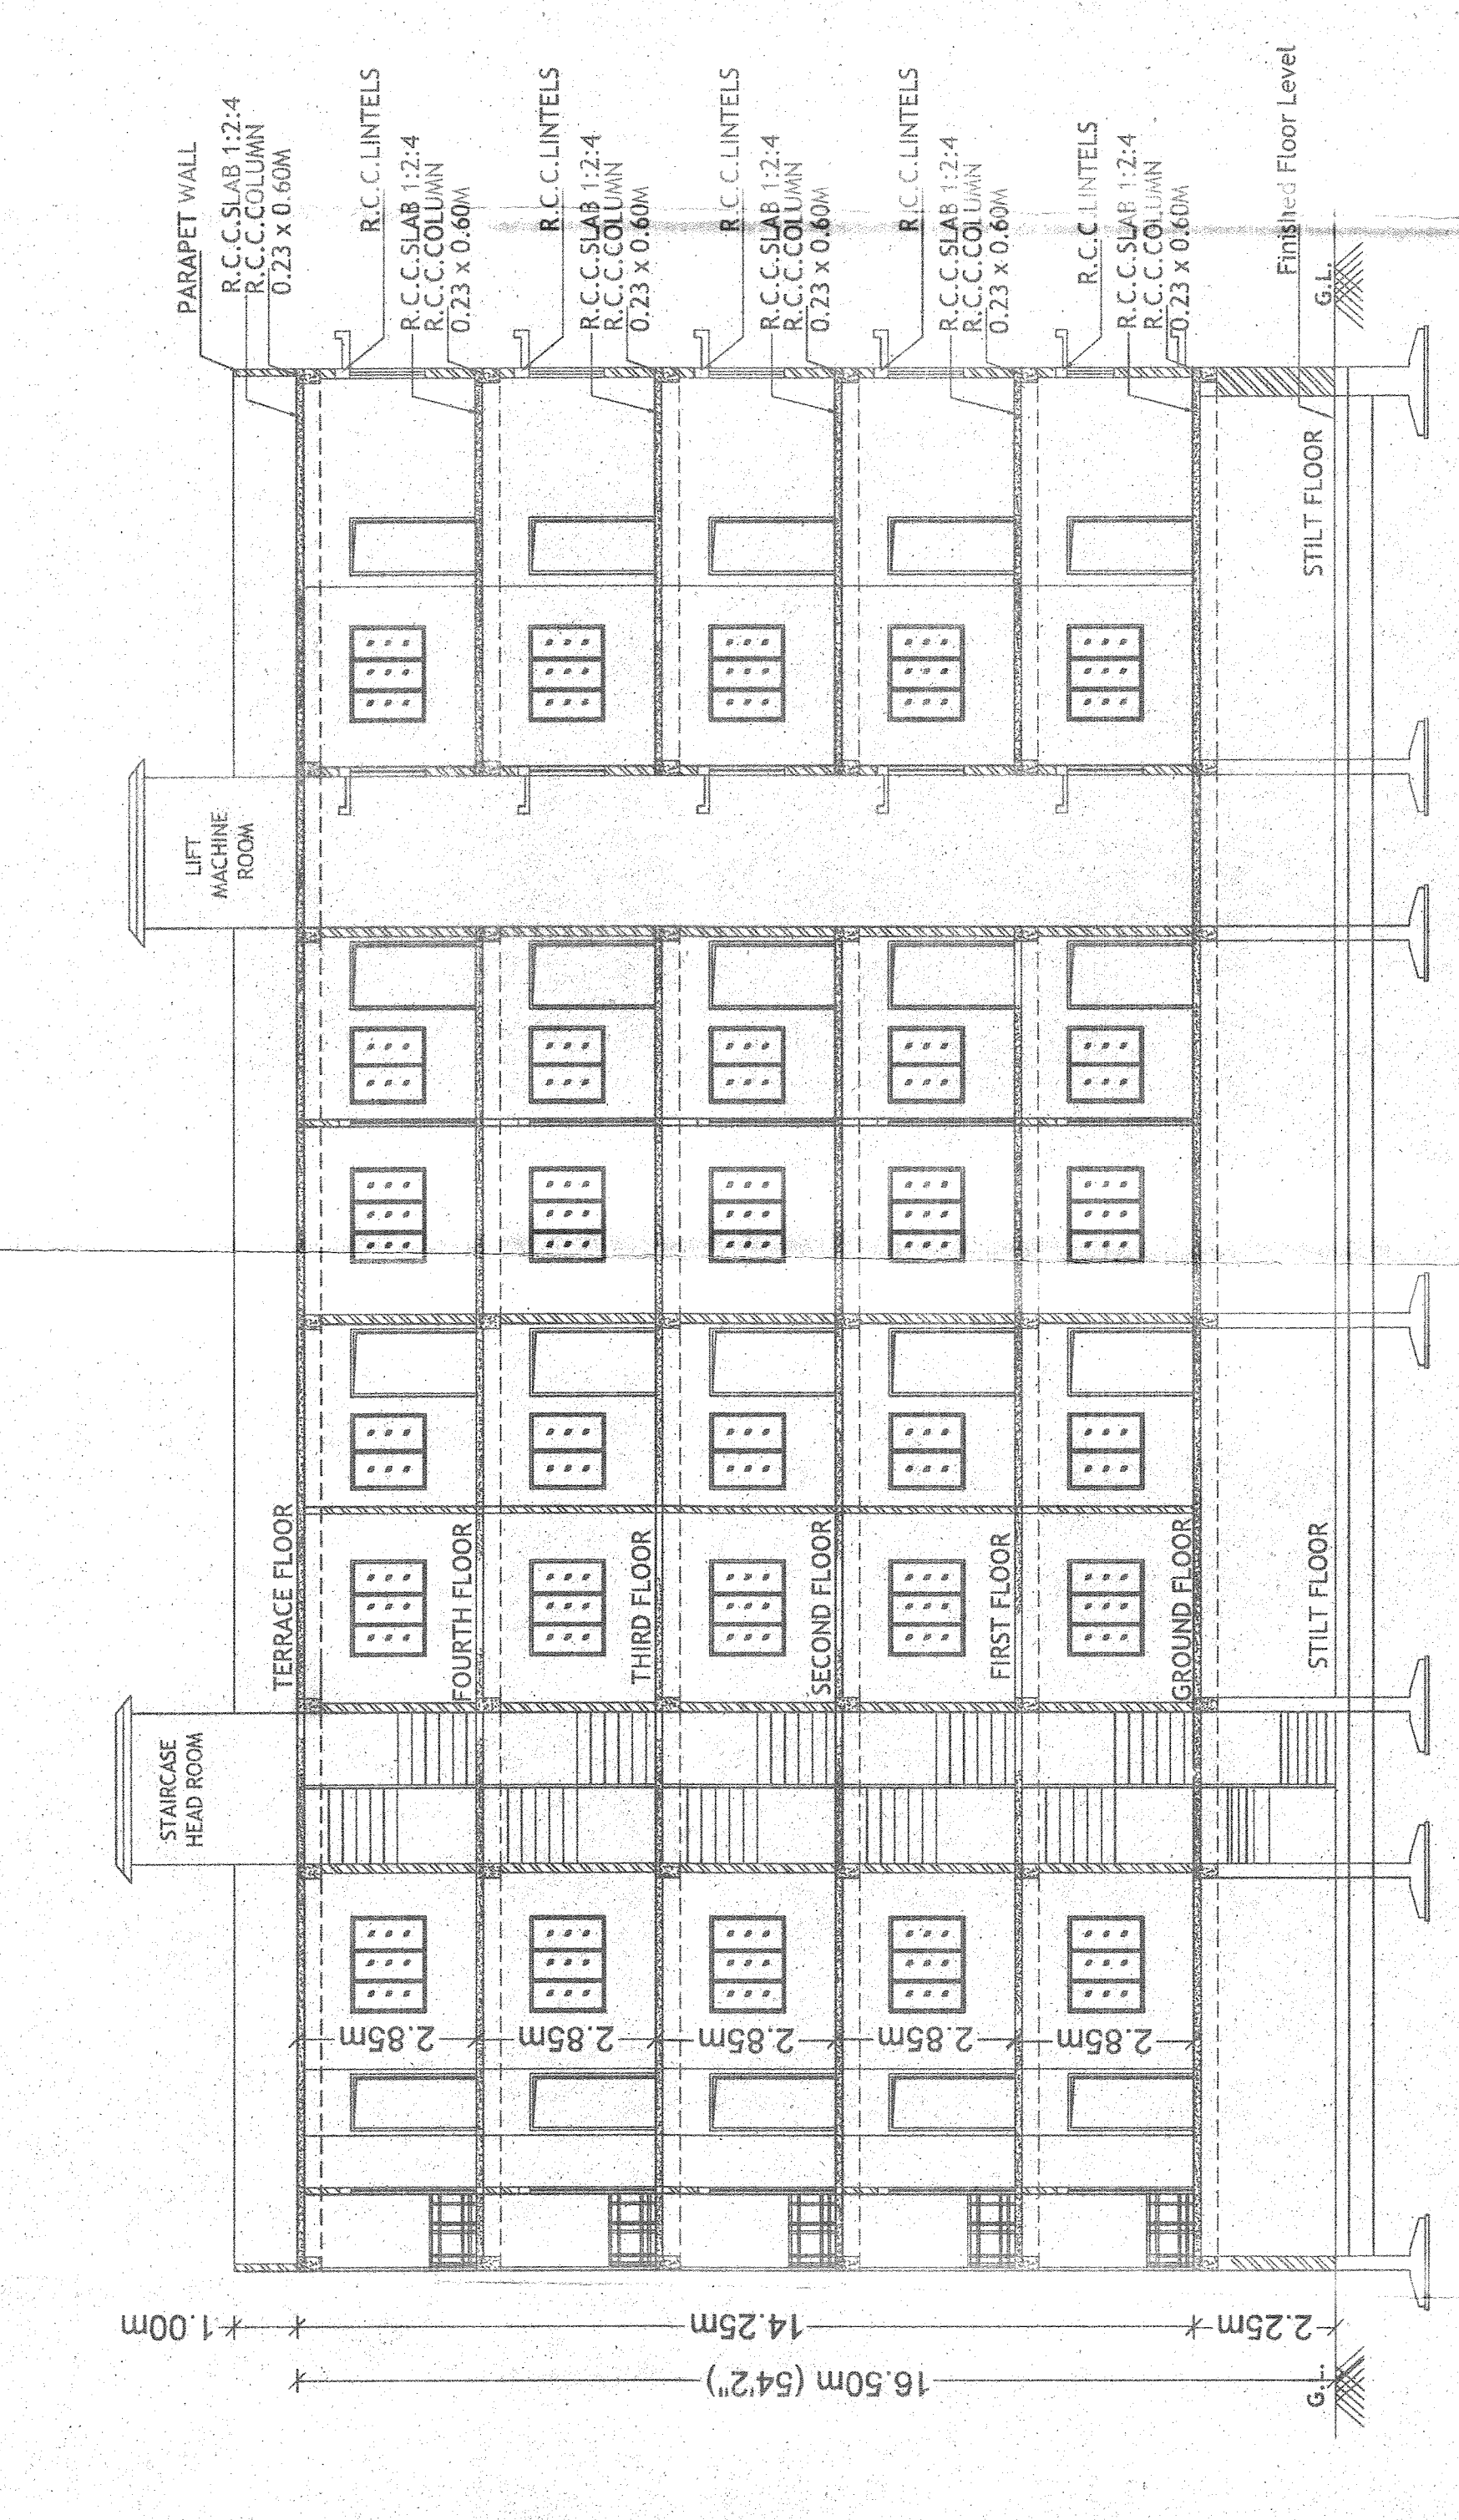 PARAPET WALL
R.C.C.SLAB 1:2:4
R.C.C.COLUMN
0.23 x 0.60M
R.C.C.LINTELS
R.C.C.SLAB 1:2:4
R.C.C.COLUMN
0.23 x 0.60M
R.C.C.LINTELS
R.C.C.SLAB 1:2:4
R.C.C.COLUMN
0.23 x 0.60M
R.C.C.LINTELS
R.C.C.SLAB 1:2:4
R.C.C.COLUMN
0.23 x 0.60M
R.C.C.LINTELS
R.C.C.SLAB 1:2:4
R.C.C.COLUMN
0.23 x 0.60M
R.C.C.LINTELS
R.C.C.SLAB 1:2:4
R.C.C.COLUMN
0.23 x 0.60M
Finished Floor Level
G.L.
STILT FLOOR
LIFT
MACHINE
ROOM
TERRACE FLOOR
FOURTH FLOOR
THIRD FLOOR
SECOND FLOOR
FIRST FLOOR
GROUND FLOOR
STILT FLOOR
STAIRCASE
HEAD ROOM
2.85m
2.85m
2.85m
2.85m
2.85m
1.00m
14.25m
2.25m
16.50m (54'2")
G.L.